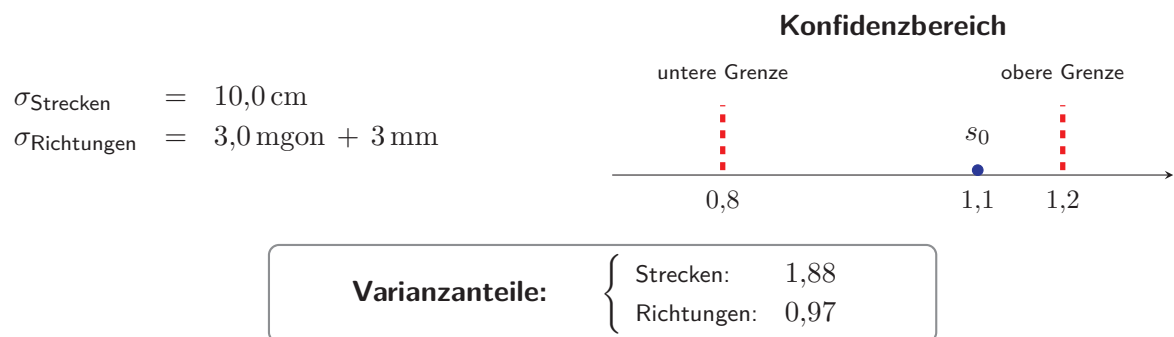 Konfidenzbereich
untere Grenze obere Grenze
σStrecken = 10,0 cm
σRichtungen = 3,0 mgon + 3 mm
s0
0,8 1,1 1,2
Varianzanteile: { Strecken: 1,88
Richtungen: 0,97